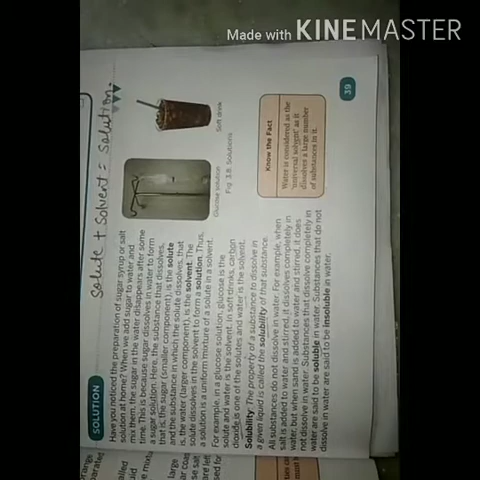 Made with KINEMASTER
solute + solvent = solution.
SOLUTION
Have you noticed the preparation of sugar syrup or salt
solution at home? When we add sugar to water and
mix them, the sugar in the water disappears after some
time. This is because sugar dissolves in water to form
a sugar solution. Here, the substance that dissolves,
that is, the sugar (smaller component), is the solute
and the substance in which the solute dissolves, that
is, the water (larger component), is the solvent. The
solute dissolves in the solvent to form a solution. Thus,
a solution is a uniform mixture of a solute in a solvent.
For example, in a glucose solution, glucose is the
solute and water is the solvent. In soft drinks, carbon
dioxide is one of the solutes and water is the solvent.
Solubility The property of a substance to dissolve in
a given liquid is called the solubility of that substance.
All substances do not dissolve in water. For example, when
salt is added to water and stirred, it dissolves completely in
water, but when sand is added to water and stirred, it does
not dissolve in water. Substances that dissolve completely in
water are said to be soluble in water. Substances that do not
dissolve in water are said to be insoluble in water.
Glucose solution
Soft drink
Fig. 3.8. Solutions
Know the Fact
Water is considered as the
'universal solvent' as it
dissolves a large number
of substances in it.
39